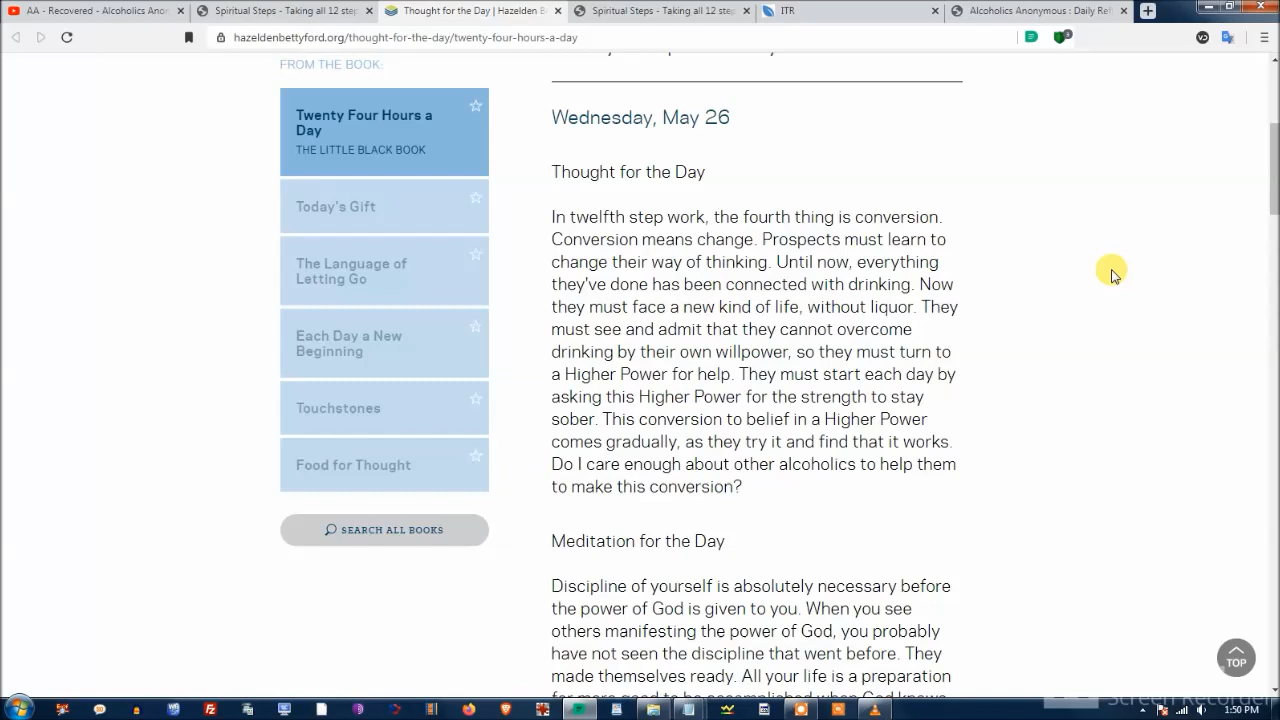 AA - Recovered - Alcoholics Ano
Spiritual Steps - Taking all 12 step
Thought for the Day | Hazelden B
Spiritual Steps - Taking all 12 step
ITR
Alcoholics Anonymous : Daily Ref
hazeldenbettyford.org/thought-for-the-day/twenty-four-hours-a-day
FROM THE BOOK:
Twenty Four Hours a
Day
THE LITTLE BLACK BOOK
Today's Gift
The Language of
Letting Go
Each Day a New
Beginning
Touchstones
Food for Thought
SEARCH ALL BOOKS
Wednesday, May 26
Thought for the Day
In twelfth step work, the fourth thing is conversion.
Conversion means change. Prospects must learn to
change their way of thinking. Until now, everything
they've done has been connected with drinking. Now
they must face a new kind of life, without liquor. They
must see and admit that they cannot overcome
drinking by their own willpower, so they must turn to
a Higher Power for help. They must start each day by
asking this Higher Power for the strength to stay
sober. This conversion to belief in a Higher Power
comes gradually, as they try it and find that it works.
Do I care enough about other alcoholics to help them
to make this conversion?
Meditation for the Day
Discipline of yourself is absolutely necessary before
the power of God is given to you. When you see
others manifesting the power of God, you probably
have not seen the discipline that went before. They
made themselves ready. All your life is a preparation
for more good to be accomplished when God knows
TOP
Screen Recorder
1:50 PM